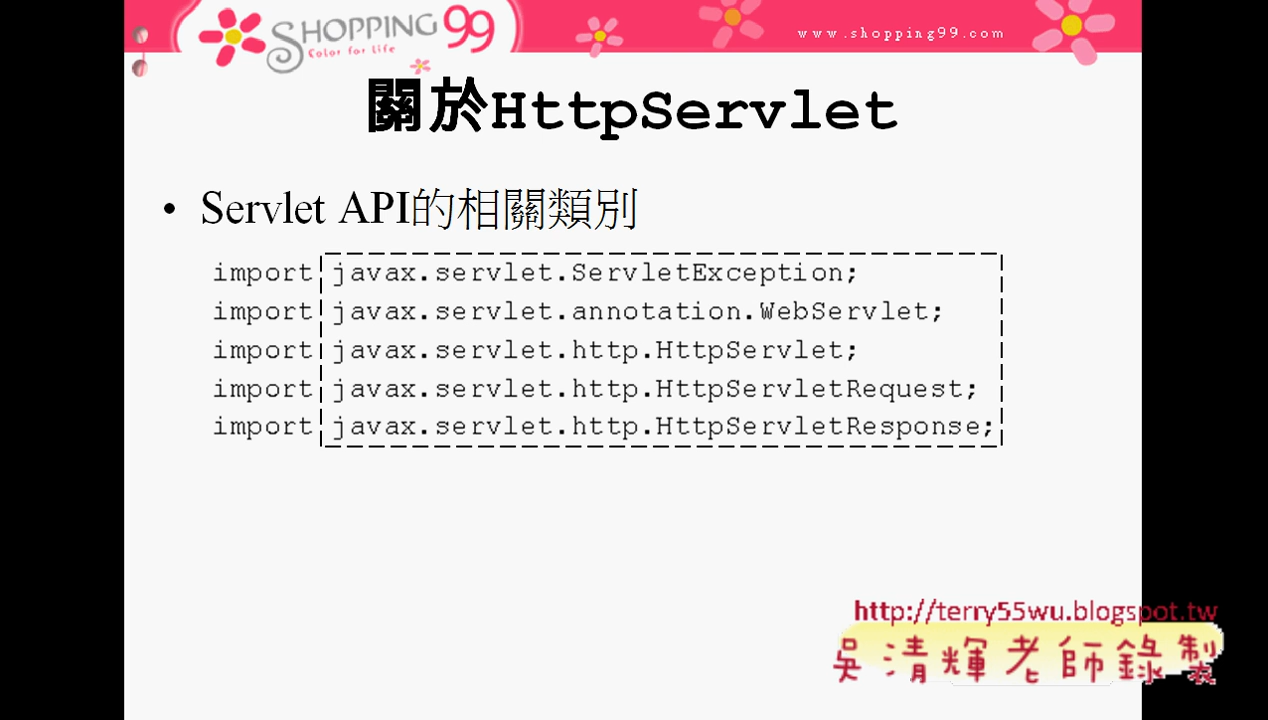 SHOPPING 99
Color for Life
www.shopping99.com
關於HttpServlet
• Servlet API的相關類別
import javax.servlet.ServletException;
import javax.servlet.annotation.WebServlet;
import javax.servlet.http.HttpServlet;
import javax.servlet.http.HttpServletRequest;
import javax.servlet.http.HttpServletResponse;
http://terry55wu.blogspot.tw
吳清輝老師錄製